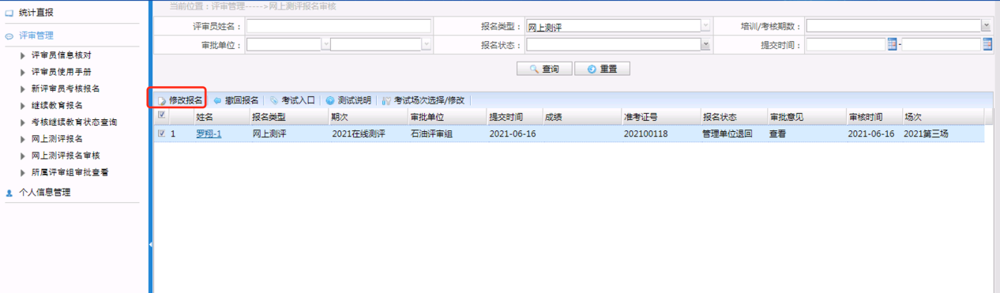 统计直报
评审管理
评审员信息核对
评审员使用手册
新评审员考核报名
继续教育报名
考核继续教育状态查询
网上测评报名
网上测评报名审核
所属评审组审批查看
个人信息管理
当前位置：评审管理----->网上测评报名审核
评审员姓名： 报名类型： 网上测评 培训/考核期数：
审批单位： 报名状态： 提交时间： -
查询 重置
修改报名 撤回报名 考试入口 测试说明 考试场次选择/修改
姓名 报名类型 期次 审批单位 提交时间 成绩 准考证号 报名状态 审批意见 审核时间 场次
1 罗翔-1 网上测评 2021在线测评 石油评审组 2021-06-16 202100118 管理单位退回 查看 2021-06-16 2021第三场